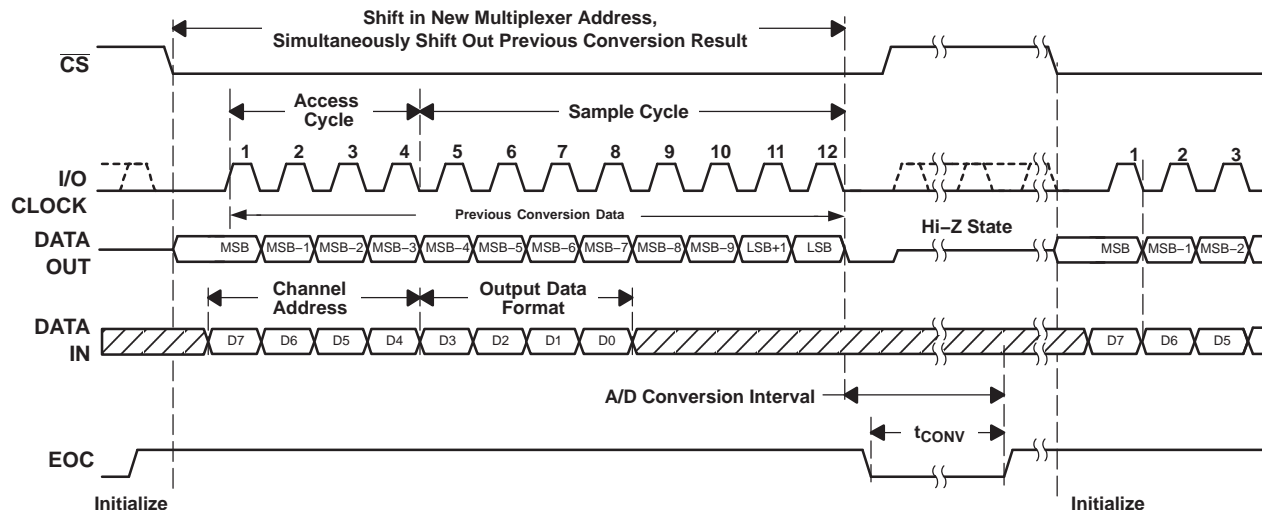 Shift in New Multiplexer Address,
Simultaneously Shift Out Previous Conversion Result
CS
Access
Cycle
Sample Cycle
1 2 3 4 5 6 7 8 9 10 11 12 1 2 3
I/O
CLOCK
Previous Conversion Data
DATA
OUT
MSB MSB–1 MSB–2 MSB–3 MSB–4 MSB–5 MSB–6 MSB–7 MSB–8 MSB–9 LSB+1 LSB
Hi–Z State
MSB MSB–1 MSB–2
Channel
Address
Output Data
Format
DATA
IN
D7 D6 D5 D4 D3 D2 D1 D0 D7 D6 D5
A/D Conversion Interval
tCONV
EOC
Initialize
Initialize